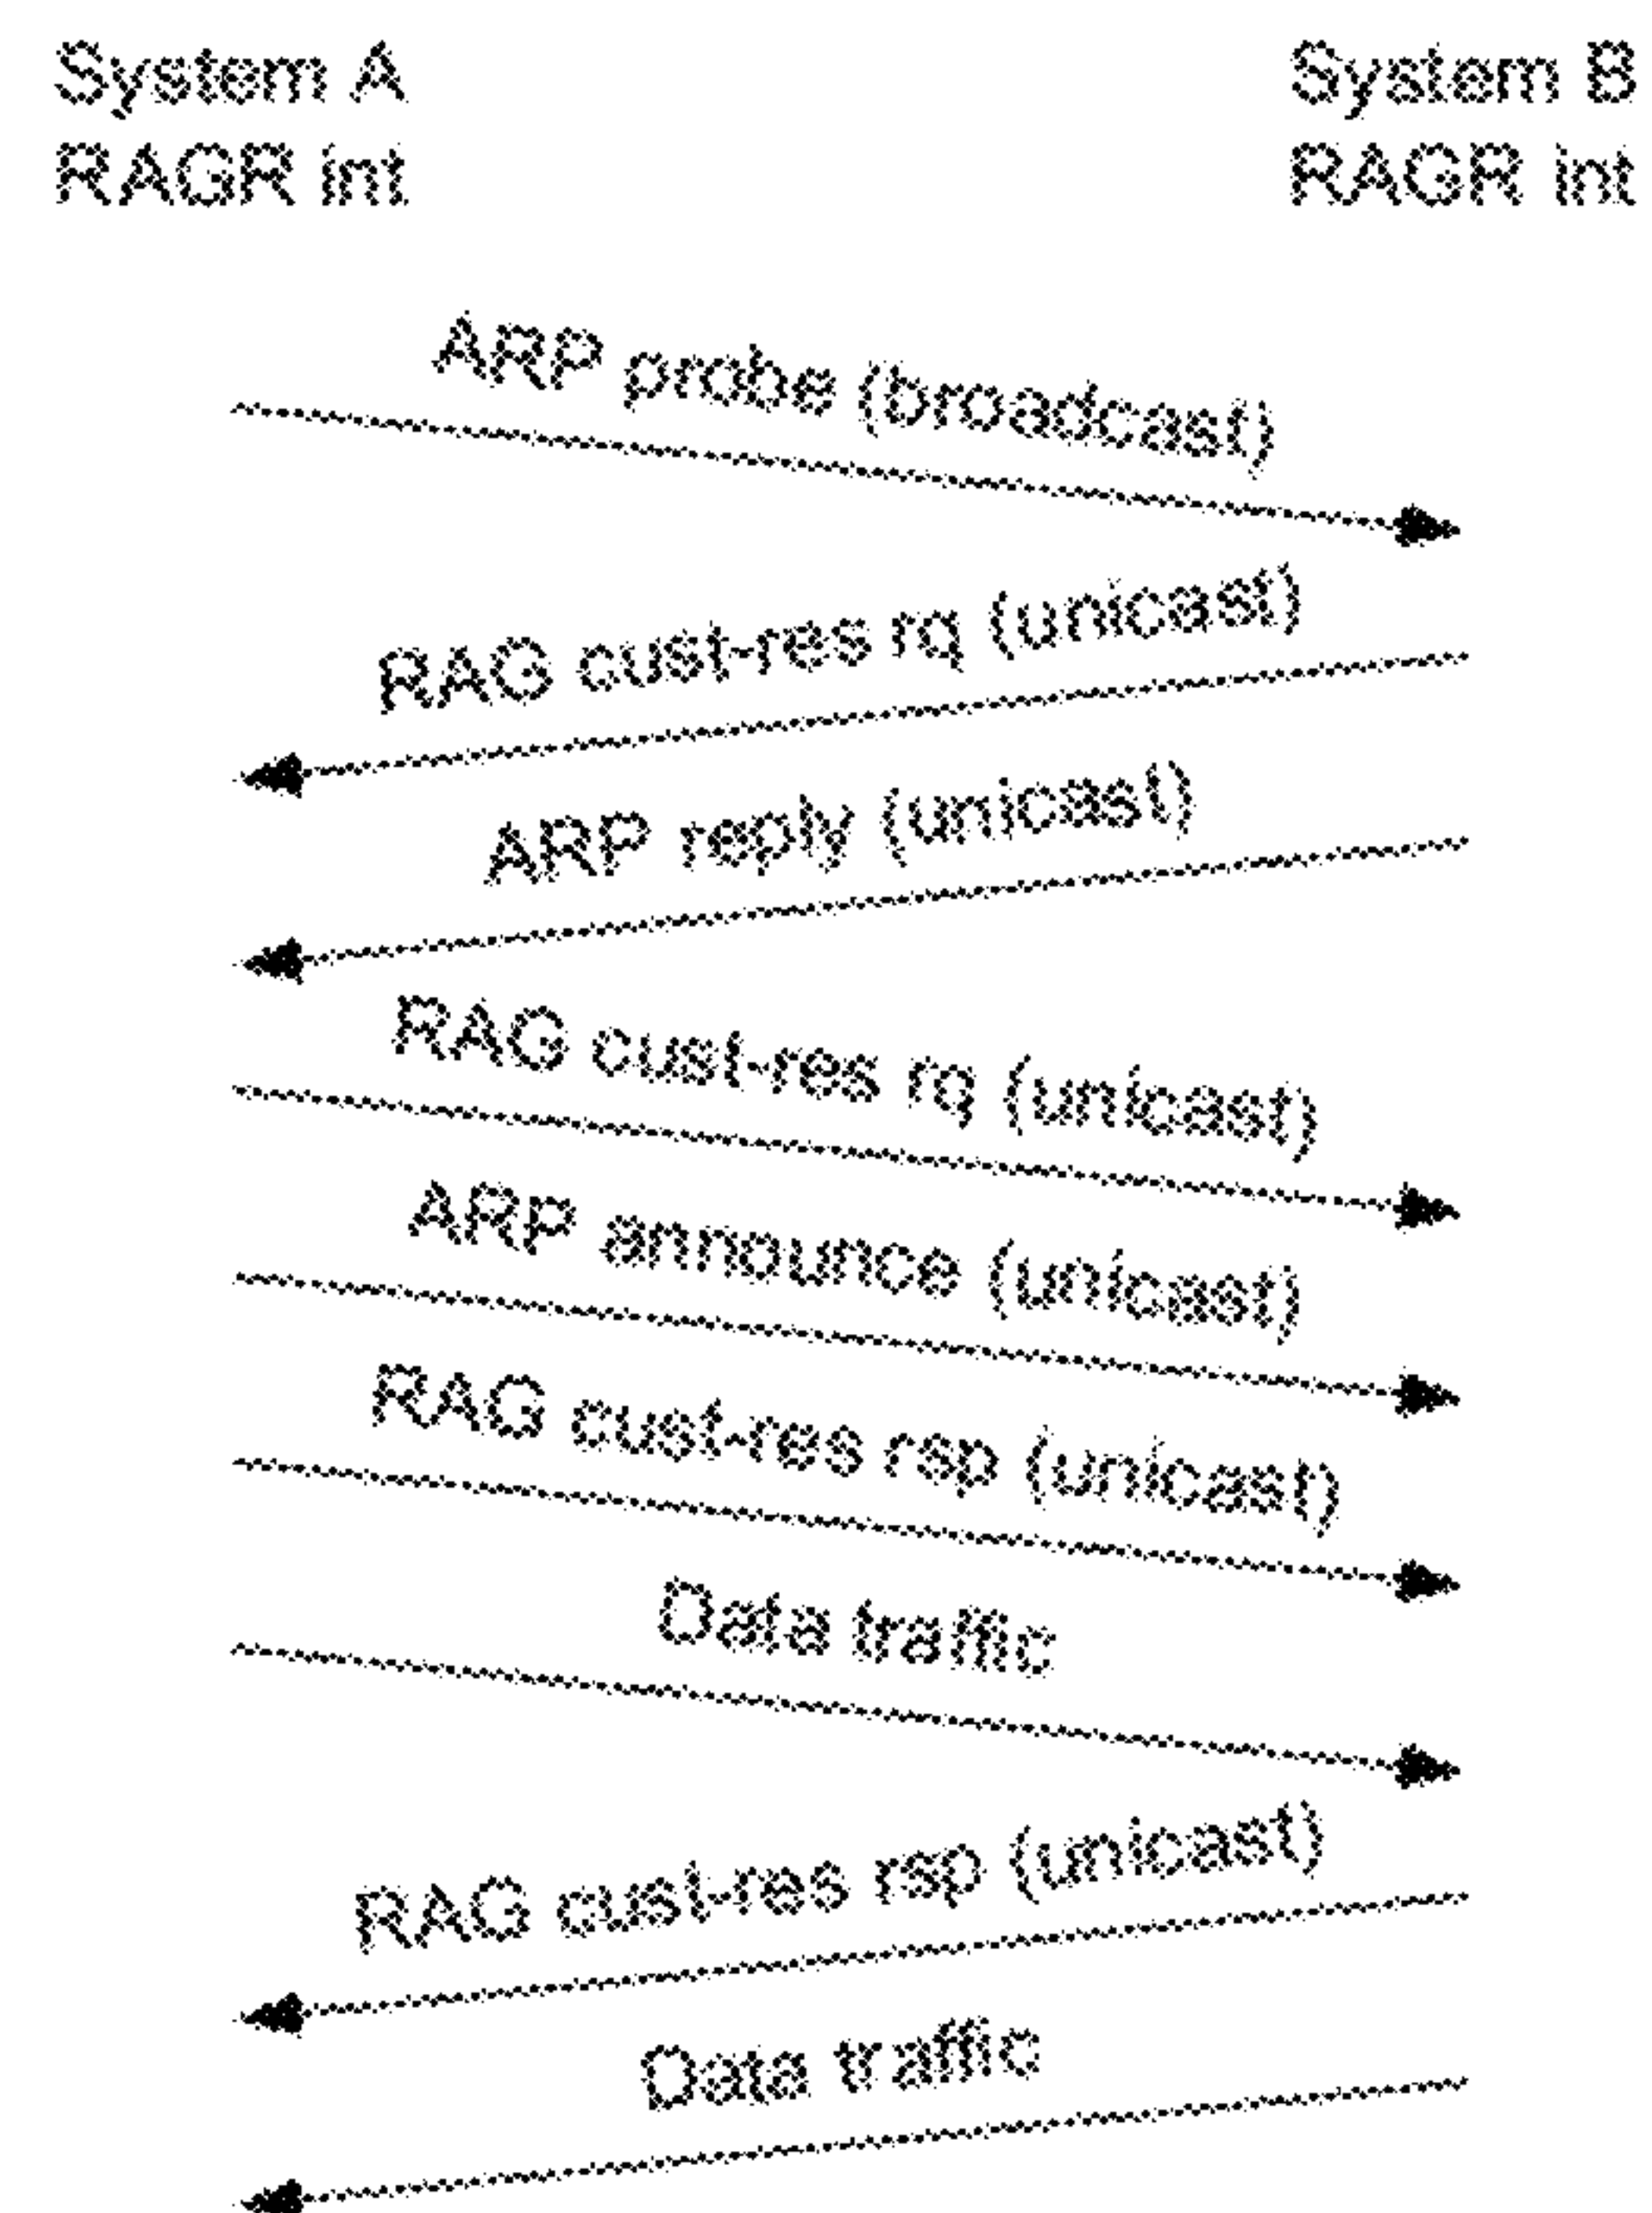 System A
RAGR int
System B
RAGR int
ARP probe (broadcast)
RAG cust-res rq (unicast)
ARP reply (unicast)
RAG cust-res rq (unicast)
ARP announce (unicast)
RAG cust-res rsp (unicast)
Data traffic
RAG cust-res rsp (unicast)
Data traffic